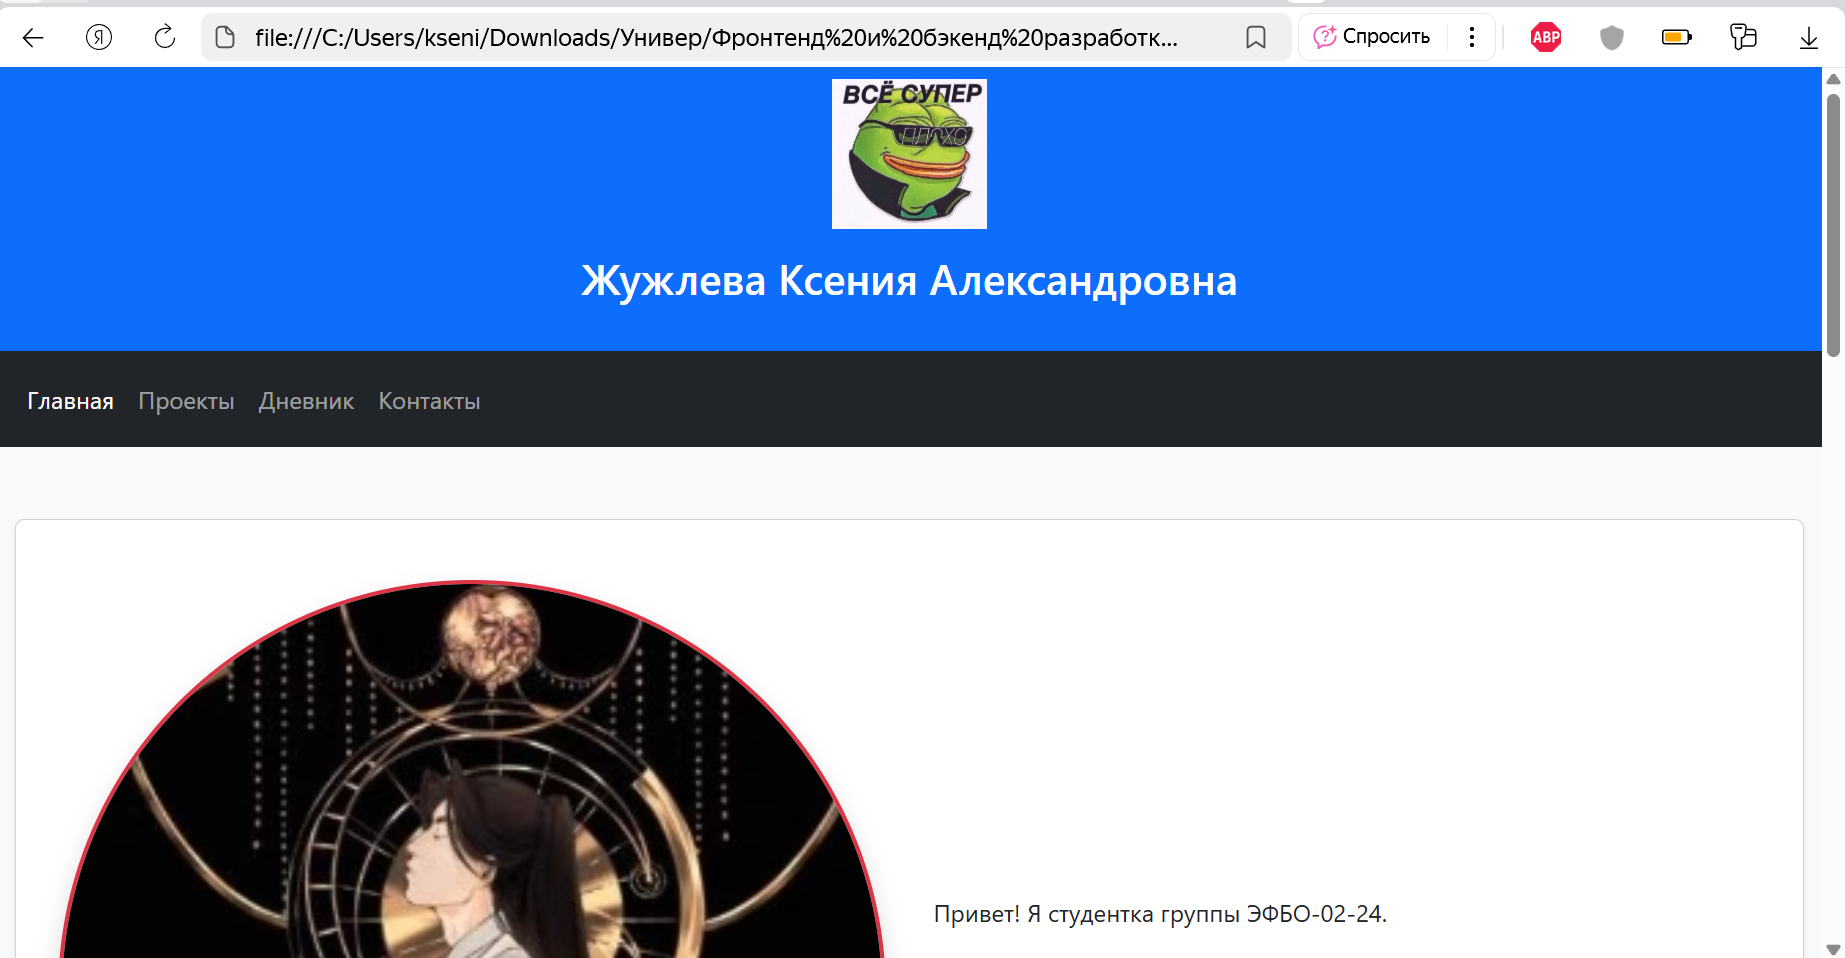 file:///C:/Users/kseni/Downloads/Универ/Фронтенд%20и%20бэкенд%20разработк...
Спросить
ABP
ВСЁ СУПЕР
ПЛОХО
Жужлева Ксения Александровна
Главная Проекты Дневник Контакты
Привет! Я студентка группы ЭФБО-02-24.